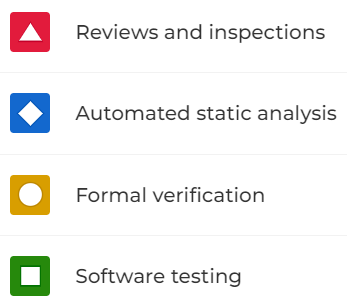 Reviews and inspections
Automated static analysis
Formal verification
Software testing